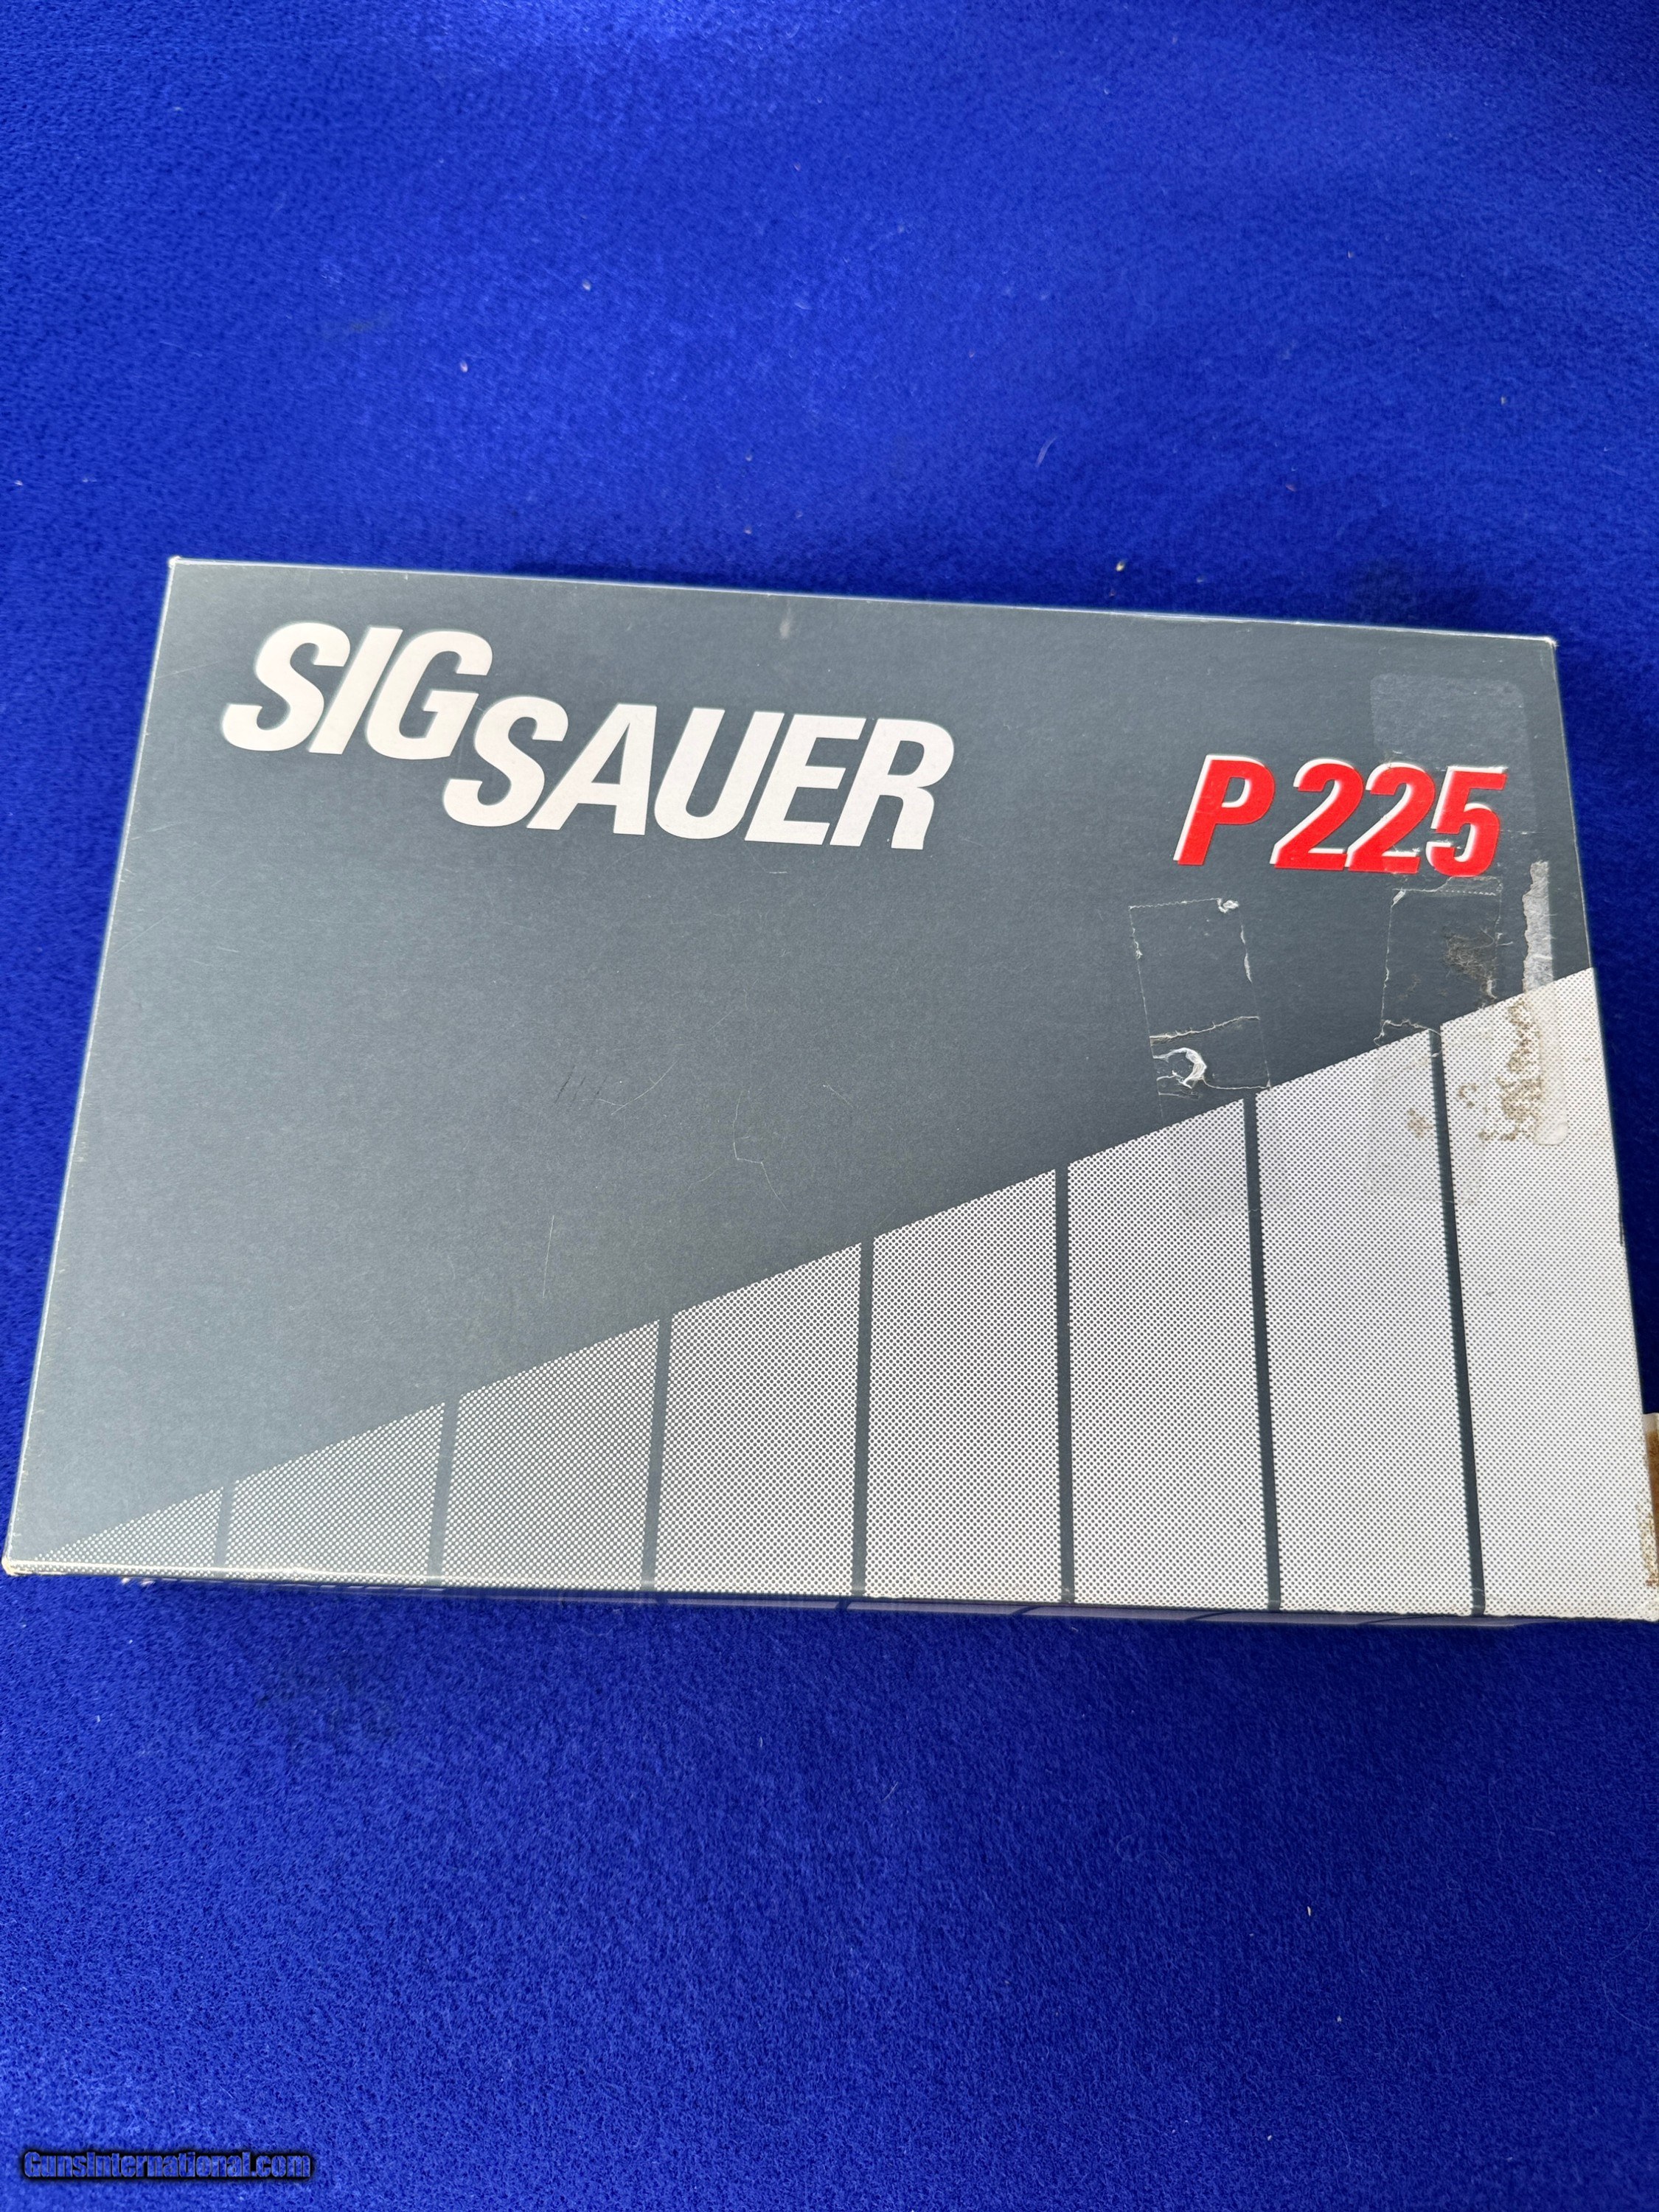 SIG
SAUER
P 225
GunsInternational.com